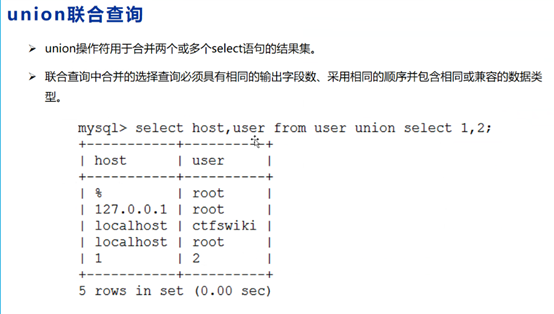 union联合查询
➢ union操作符用于合并两个或多个select语句的结果集。
➢ 联合查询中合并的选择查询必须具有相同的输出字段数、采用相同的顺序并包含相同或兼容的数据类
型。
mysql> select host,user from user union select 1,2;
+-----------+----------+
| host      | user     |
+-----------+----------+
| %         | root     |
| 127.0.0.1 | root     |
| localhost | ctfswiki |
| localhost | root     |
| 1         | 2        |
+-----------+----------+
5 rows in set (0.00 sec)